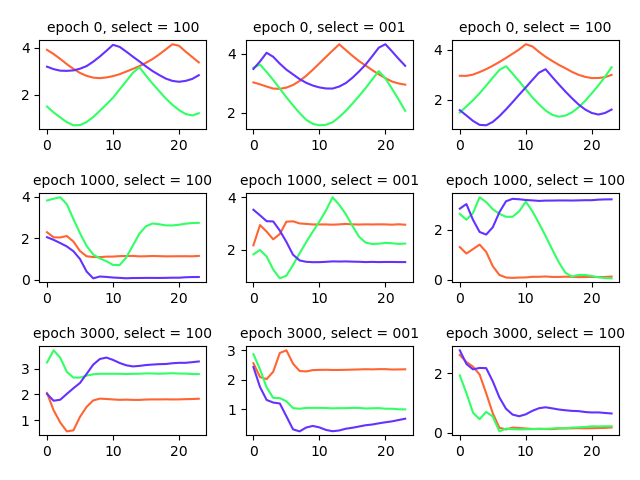 epoch 0, select = 100 epoch 0, select = 001 epoch 0, select = 100
4 4 4
2 2 2
0 10 20 0 10 20 0 10 20
epoch 1000, select = 100 epoch 1000, select = 001 epoch 1000, select = 100
4 4
2 2 2
0 0
0 10 20 0 10 20 0 10 20
epoch 3000, select = 100 epoch 3000, select = 001 epoch 3000, select = 100
3 3
2 2 2
1 1
0
0 10 20 0 10 20 0 10 20